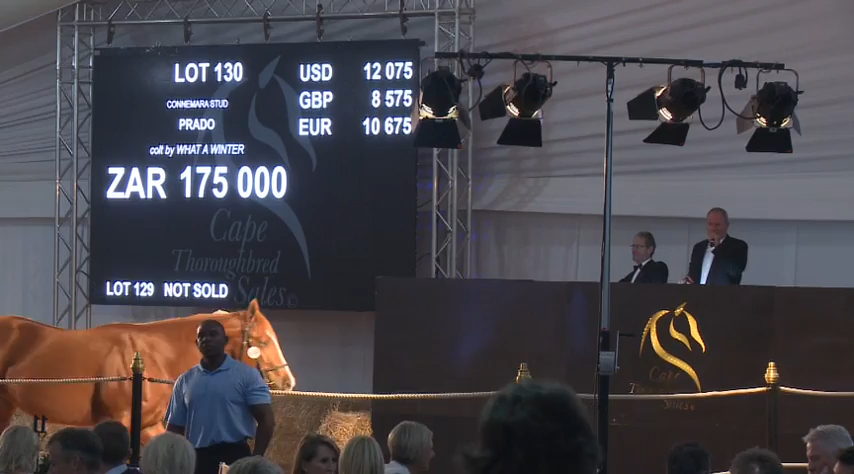 LOT 130
CONNEMARA STUD
PRADO
colt by WHAT A WINTER
USD 12 075
GBP 8 575
EUR 10 675
ZAR 175 000
Cape
Thoroughbred
Sales
LOT 129 NOT SOLD
Cape
Thoroughbred
Sales